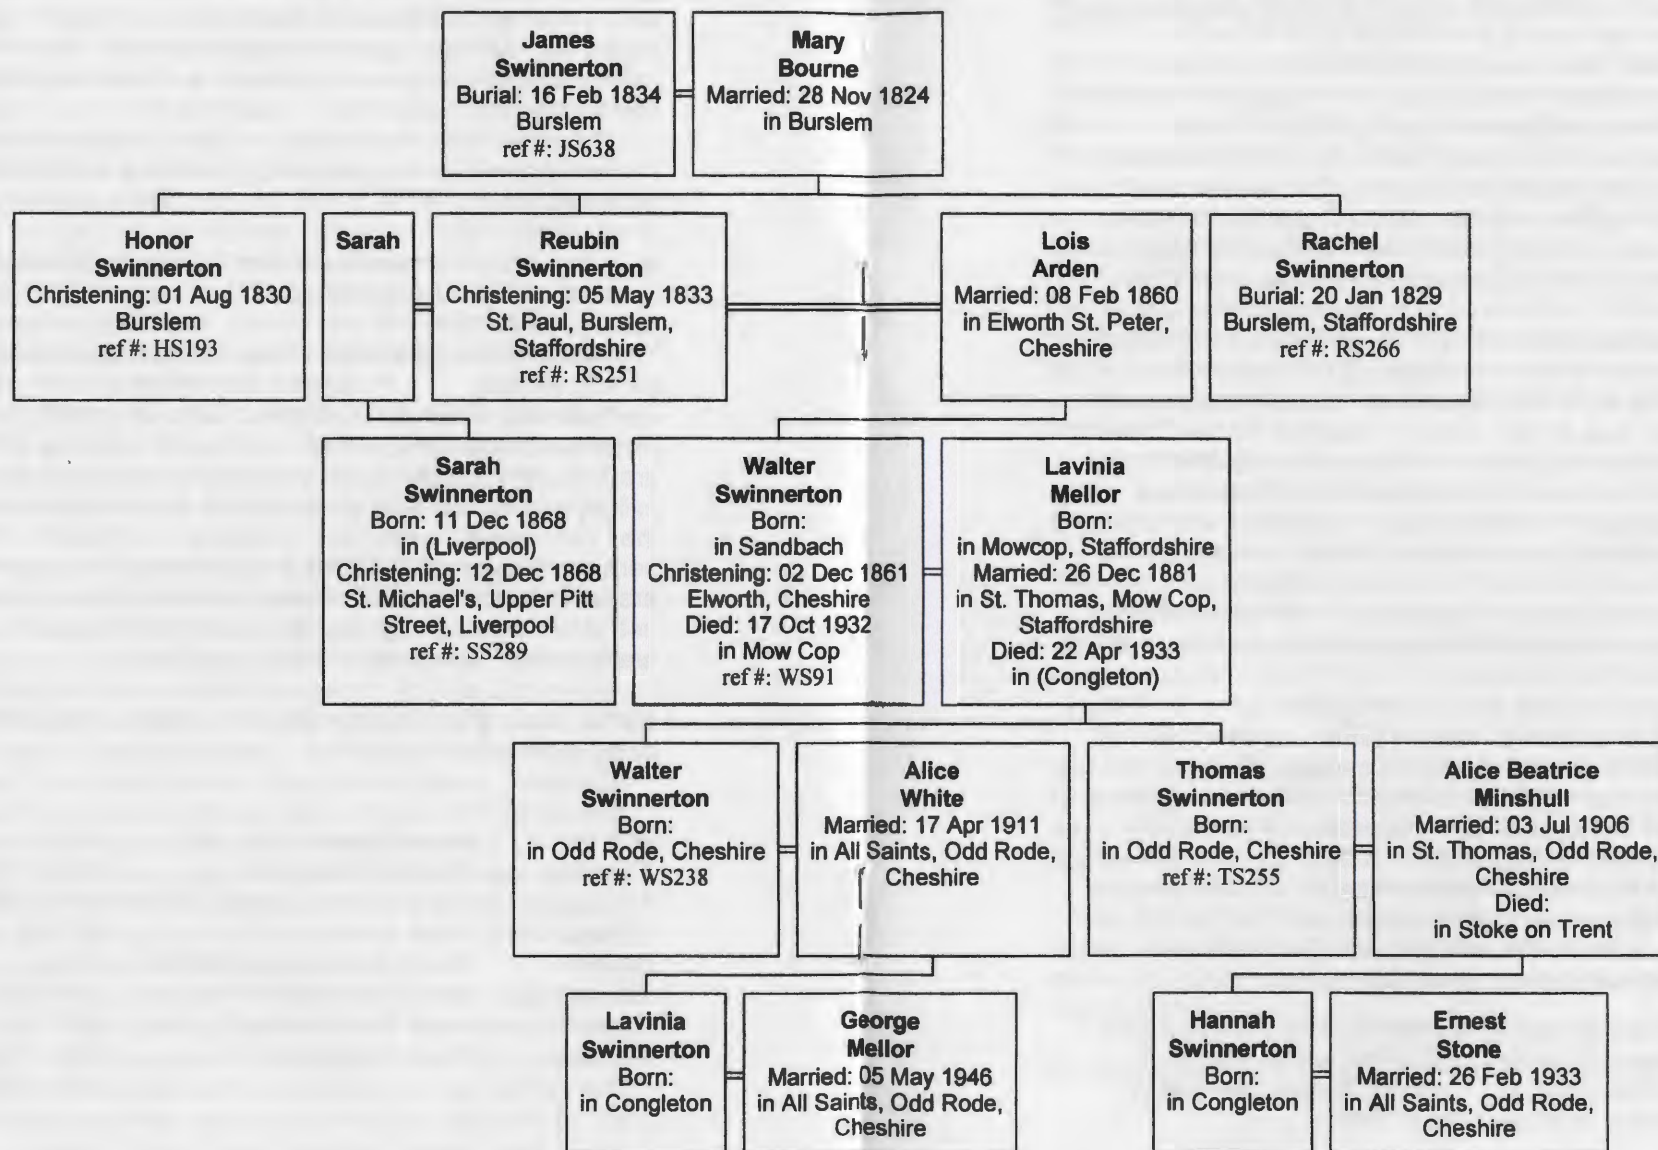 James
Swinnerton
Burial: 16 Feb 1834
Burslem
ref #: JS638
Mary
Bourne
Married: 28 Nov 1824
in Burslem
Honor
Swinnerton
Christening: 01 Aug 1830
Burslem
ref #: HS193
Sarah
Reubin
Swinnerton
Christening: 05 May 1833
St. Paul, Burslem,
Staffordshire
ref #: RS251
Lois
Arden
Married: 08 Feb 1860
in Elworth St. Peter,
Cheshire
Rachel
Swinnerton
Burial: 20 Jan 1829
Burslem, Staffordshire
ref #: RS266
Sarah
Swinnerton
Born: 11 Dec 1868
in (Liverpool)
Christening: 12 Dec 1868
St. Michael's, Upper Pitt
Street, Liverpool
ref #: SS289
Walter
Swinnerton
Born:
in Sandbach
Christening: 02 Dec 1861
Elworth, Cheshire
Died: 17 Oct 1932
in Mow Cop
ref #: WS91
Lavinia
Mellor
Born:
in Mowcop, Staffordshire
Married: 26 Dec 1881
in St. Thomas, Mow Cop,
Staffordshire
Died: 22 Apr 1933
in (Congleton)
Walter
Swinnerton
Born:
in Odd Rode, Cheshire
ref #: WS238
Alice
White
Married: 17 Apr 1911
in All Saints, Odd Rode,
Cheshire
Thomas
Swinnerton
Born:
in Odd Rode, Cheshire
ref #: TS255
Alice Beatrice
Minshull
Married: 03 Jul 1906
in St. Thomas, Odd Rode,
Cheshire
Died:
in Stoke on Trent
Lavinia
Swinnerton
Born:
in Congleton
George
Mellor
Married: 05 May 1946
in All Saints, Odd Rode,
Cheshire
Hannah
Swinnerton
Born:
in Congleton
Ernest
Stone
Married: 26 Feb 1933
in All Saints, Odd Rode,
Cheshire